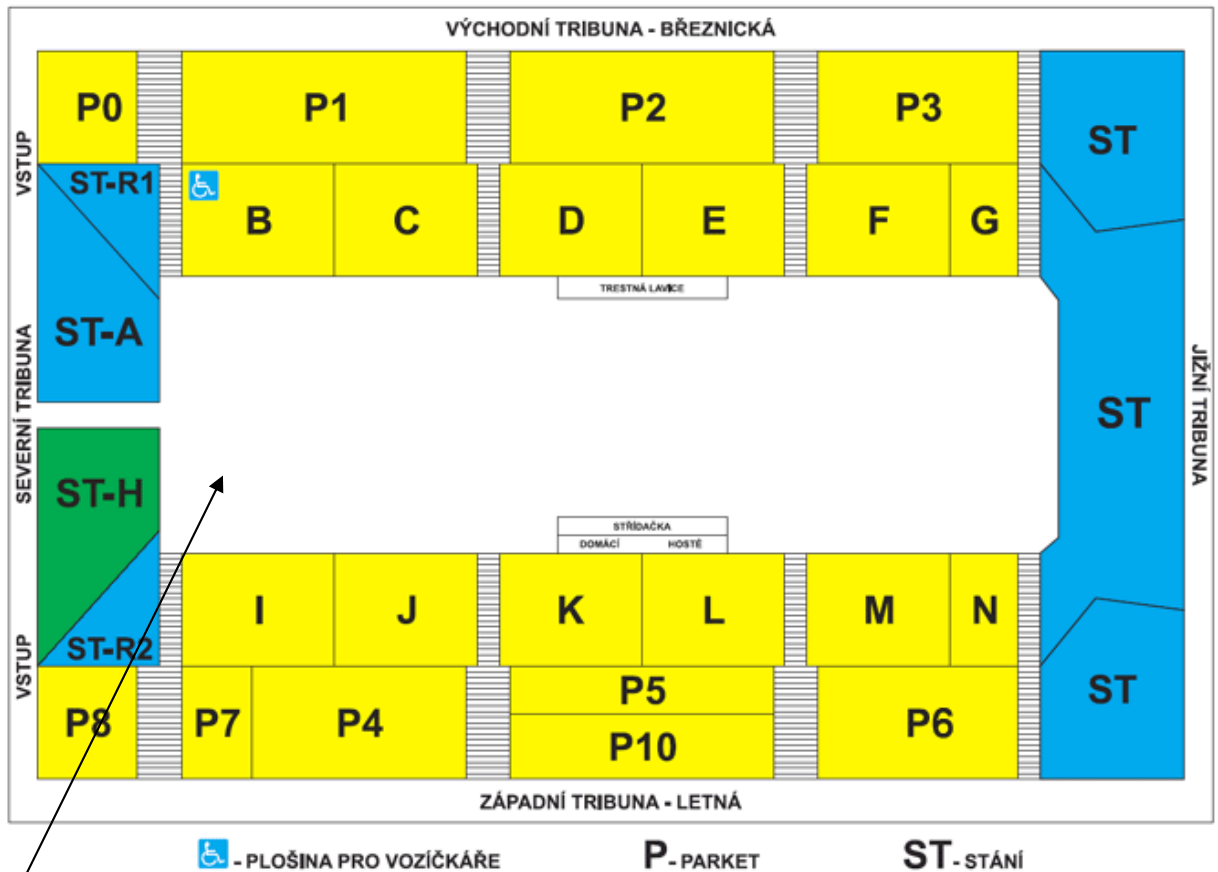 VÝCHODNÍ TRIBUNA - BŘEZNICKÁ
P0 P1 P2 P3 ST
VSTUP
ST-R1 B C D E F G
TRESTNÁ LAVICE
ST-A
SEVERNÍ TRIBUNA
ST
JIŽNÍ TRIBUNA
ST-H
STŘÍDAČKA
DOMÁCÍ HOSTÉ
I J K L M N
ST-R2
VSTUP
P8 P7 P4 P5 P6 ST
P10
ZÁPADNÍ TRIBUNA - LETNÁ
- PLOŠINA PRO VOZÍČKÁŘE P - PARKET ST - STÁNÍ